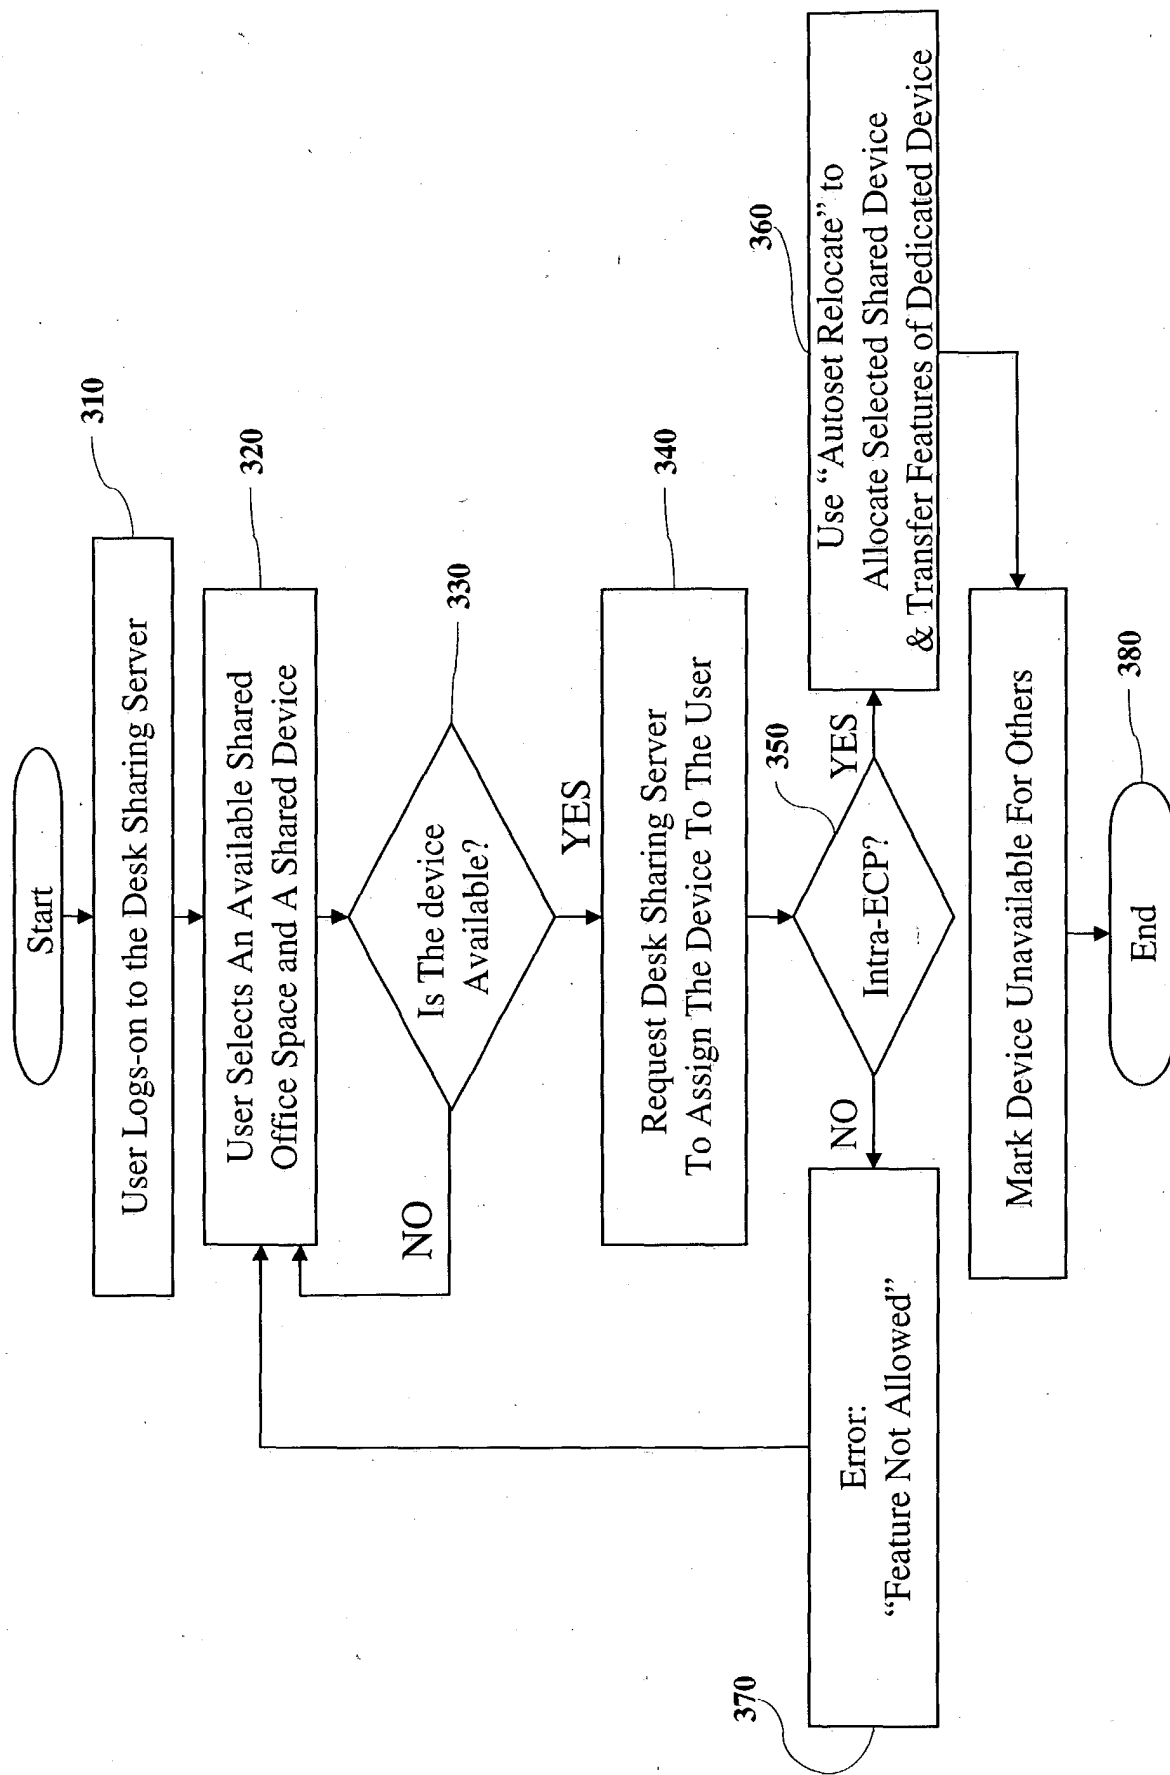 Start
310
User Logs-on to the Desk Sharing Server
320
User Selects An Available Shared
Office Space and A Shared Device
330
Is The device
Available?
NO
YES
340
Request Desk Sharing Server
To Assign The Device To The User
350
Intra-ECP?
NO
YES
360
Use “Autoset Relocate” to
Allocate Selected Shared Device
& Transfer Features of Dedicated Device
370
Error:
“Feature Not Allowed”
Mark Device Unavailable For Others
380
End